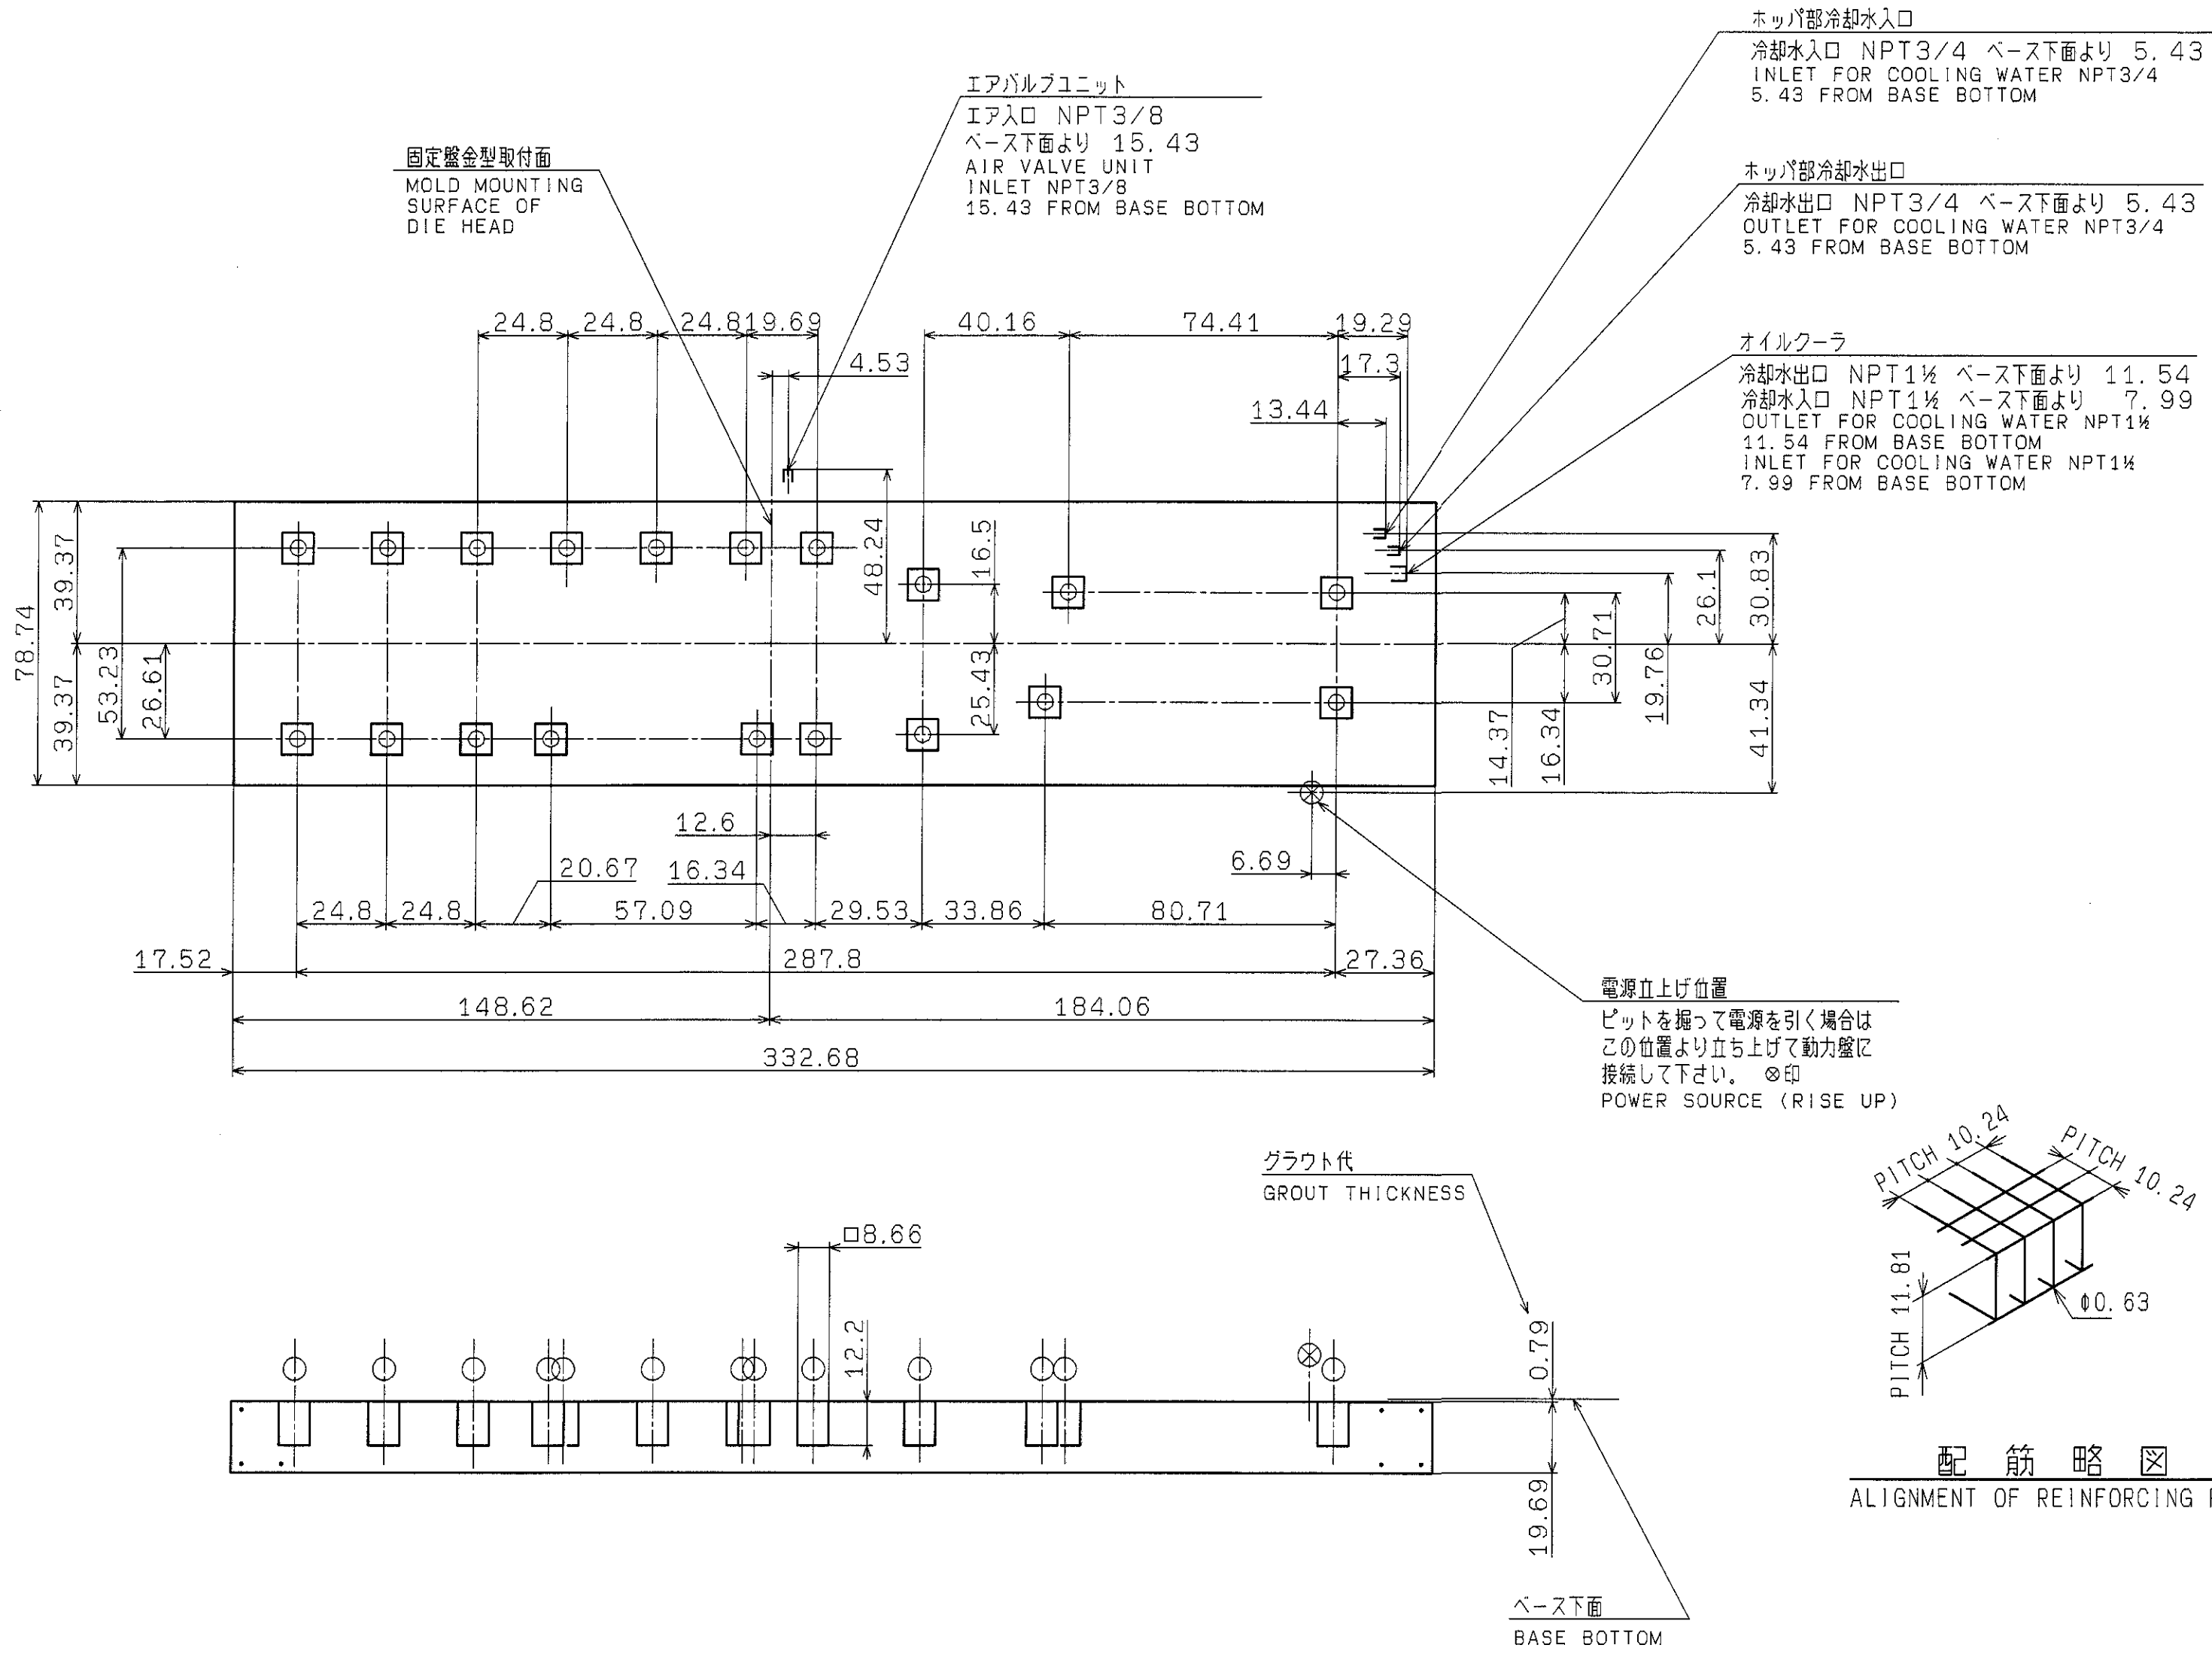 ホッパ部冷却水入口
冷却水入口 NPT3/4 ベース下面より 5.43
INLET FOR COOLING WATER NPT3/4
5.43 FROM BASE BOTTOM
エアバルブユニット
エア入口 NPT3/8
ベース下面より 15.43
AIR VALVE UNIT
INLET NPT3/8
15.43 FROM BASE BOTTOM
固定盤金型取付面
MOLD MOUNTING
SURFACE OF
DIE HEAD
ホッパ部冷却水出口
冷却水出口 NPT3/4 ベース下面より 5.43
OUTLET FOR COOLING WATER NPT3/4
5.43 FROM BASE BOTTOM
オイルクーラ
冷却水出口 NPT1½ ベース下面より 11.54
冷却水入口 NPT1½ ベース下面より 7.99
OUTLET FOR COOLING WATER NPT1½
11.54 FROM BASE BOTTOM
INLET FOR COOLING WATER NPT1½
7.99 FROM BASE BOTTOM
24.8 24.8 24.8 19.69 40.16 74.41 19.29
4.53 17.3
13.44
78.74
39.37
39.37
53.23
26.61
48.24
16.5
25.43
14.37
16.34
30.71
19.76
26.1
30.83
41.34
12.6
6.69
20.67 16.34
24.8 24.8 57.09 29.53 33.86 80.71
17.52 287.8 27.36
148.62 184.06
332.68
電源立上げ位置
ピットを掘って電源を引く場合は
この位置より立ち上げて動力盤に
接続して下さい。 ⊗印
POWER SOURCE (RISE UP)
グラウト代
GROUT THICKNESS
□8.66
12.2
0.79
19.69
ベース下面
BASE BOTTOM
PITCH 10.24
PITCH 10.24
PITCH 11.81
φ0.63
配筋略図
ALIGNMENT OF REINFORCING